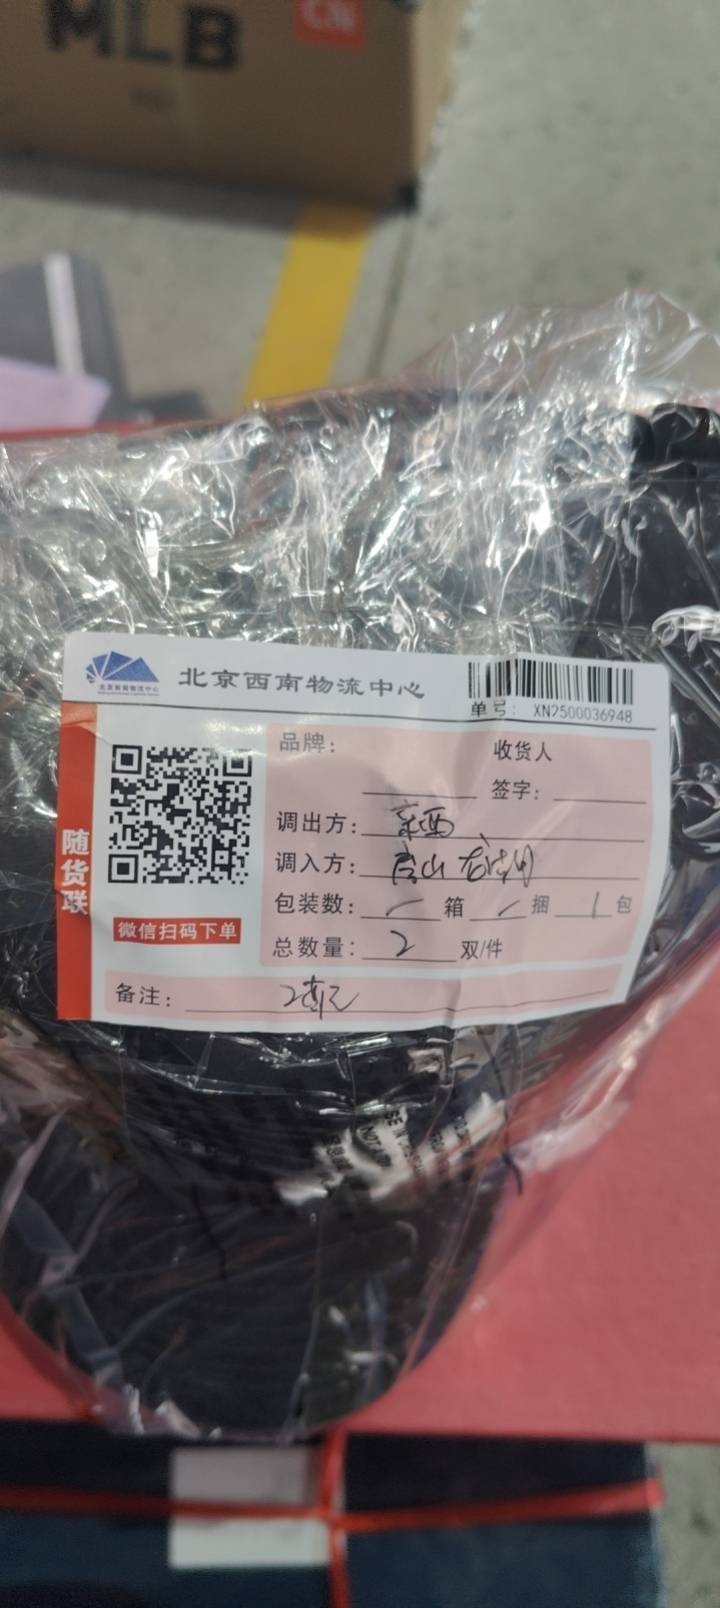 MLB
CN
北京西南物流中心
单号: XN2500036948
品牌:
收货人
签字:
调出方:
调入方:
包装数: 一 箱 一 捆 1 包
总数量: 2 双/件
随货联
微信扫码下单
备注: